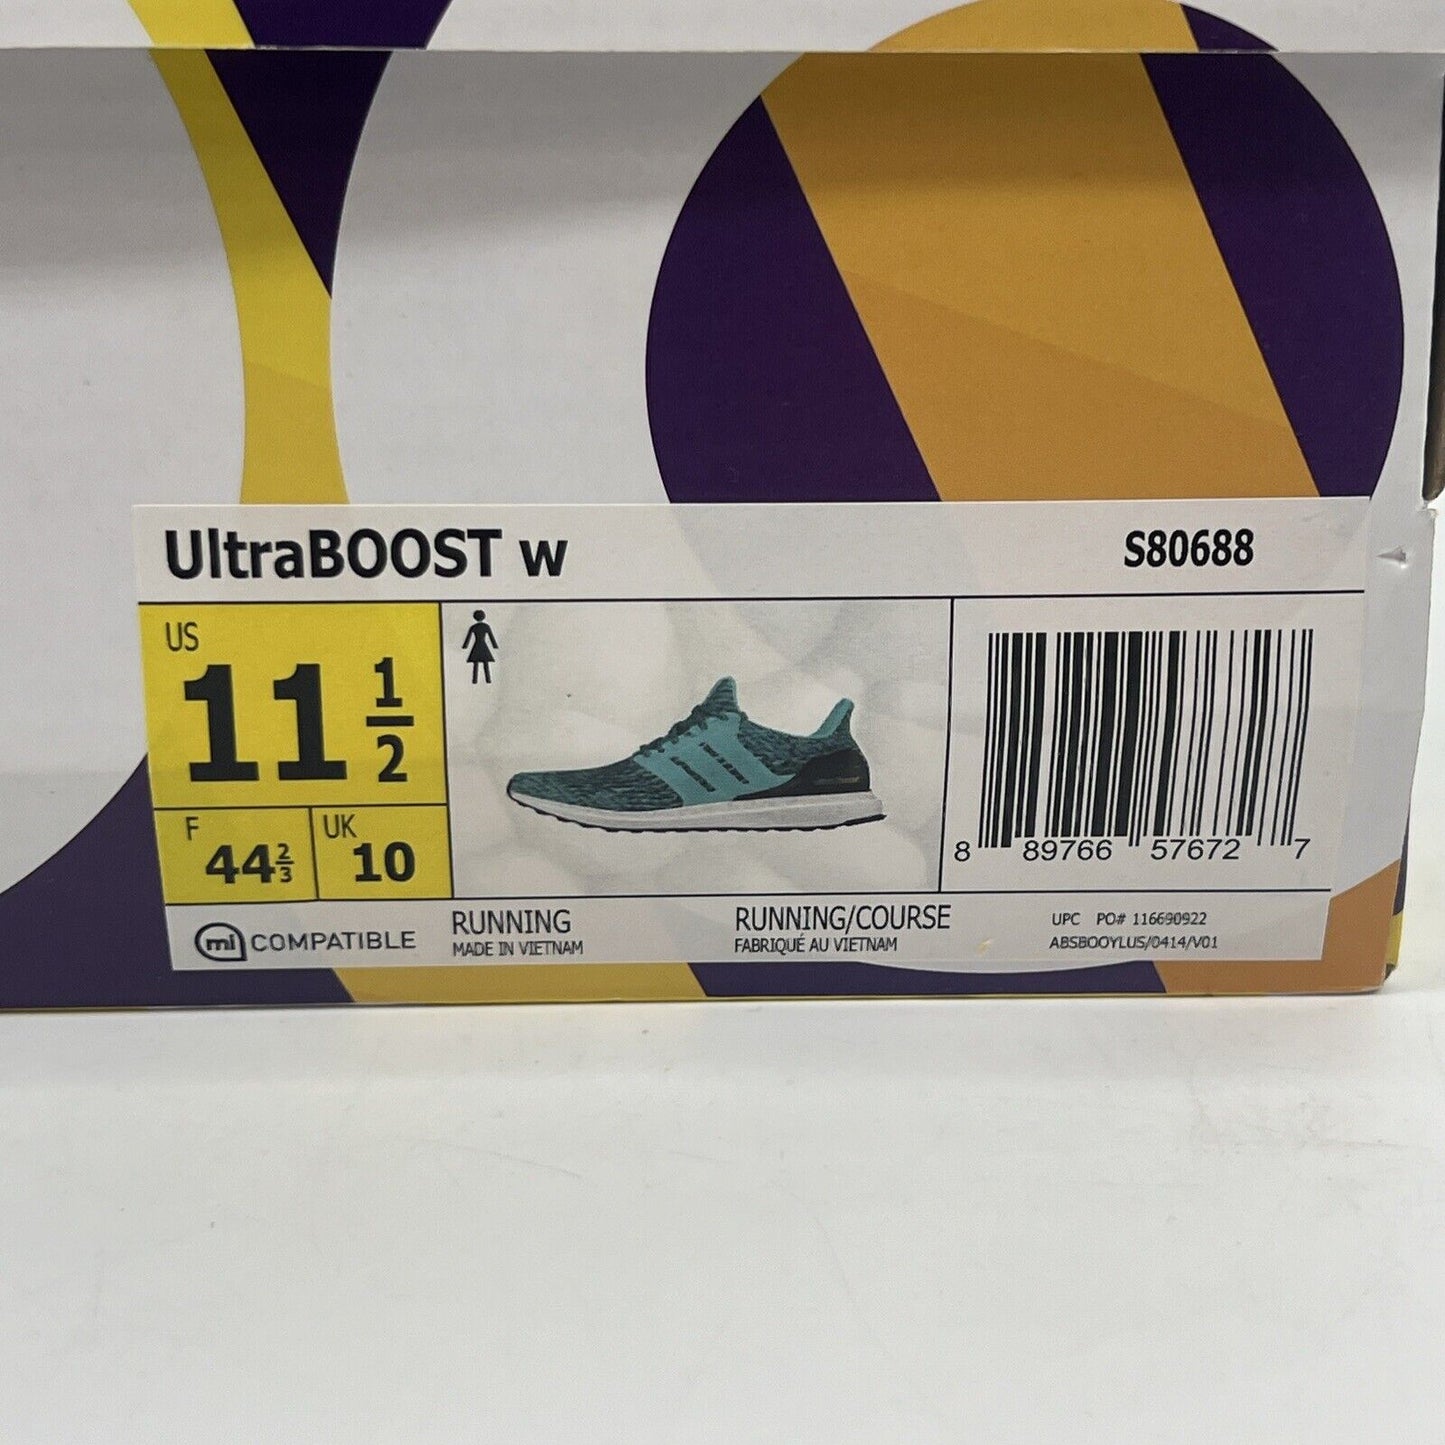 UltraBOOST w
S80688
US
11 1/2
F
44 2/3
UK
10
8 89766 57672 7
mi COMPATIBLE
RUNNING
MADE IN VIETNAM
RUNNING/COURSE
FABRIQUÉ AU VIETNAM
UPC PO# 116690922
ABSBOOYLUS/0414/V01